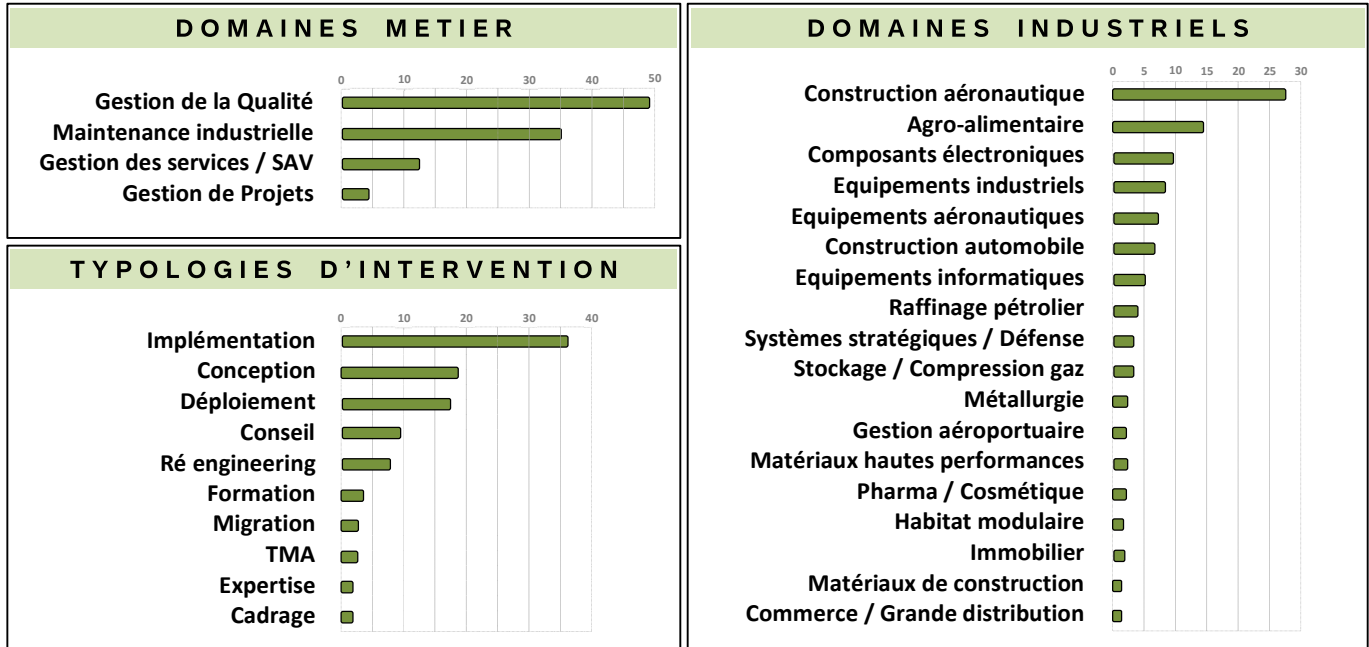 DOMAINES METIER
0 10 20 30 40 50
Gestion de la Qualité
Maintenance industrielle
Gestion des services / SAV
Gestion de Projets
TYPOLOGIES D’INTERVENTION
0 10 20 30 40
Implémentation
Conception
Déploiement
Conseil
Ré engineering
Formation
Migration
TMA
Expertise
Cadrage
DOMAINES INDUSTRIELS
0 5 10 15 20 25 30
Construction aéronautique
Agro-alimentaire
Composants électroniques
Equipements industriels
Equipements aéronautiques
Construction automobile
Equipements informatiques
Raffinage pétrolier
Systèmes stratégiques / Défense
Stockage / Compression gaz
Métallurgie
Gestion aéroportuaire
Matériaux hautes performances
Pharma / Cosmétique
Habitat modulaire
Immobilier
Matériaux de construction
Commerce / Grande distribution